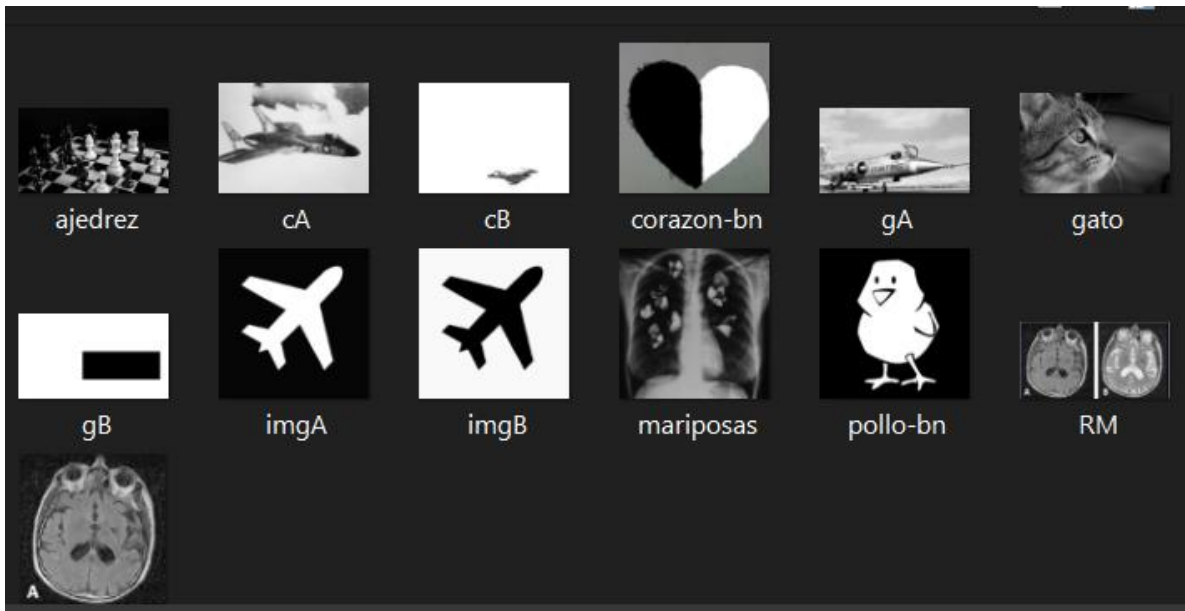 ajedrez
cA
cB
corazon-bn
gA
gato
gB
imgA
imgB
mariposas
pollo-bn
RM
A